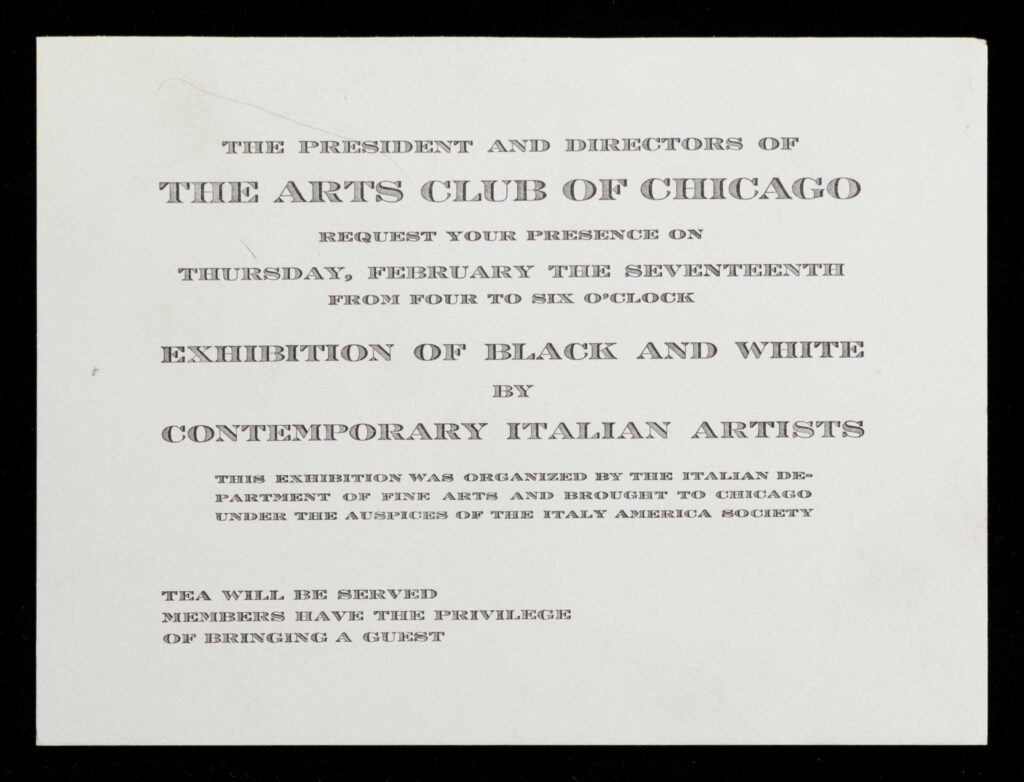 THE PRESIDENT AND DIRECTORS OF
THE ARTS CLUB OF CHICAGO
REQUEST YOUR PRESENCE ON
THURSDAY, FEBRUARY THE SEVENTEENTH
FROM FOUR TO SIX O'CLOCK
EXHIBITION OF BLACK AND WHITE
BY
CONTEMPORARY ITALIAN ARTISTS
THIS EXHIBITION WAS ORGANIZED BY THE ITALIAN DE-
PARTMENT OF FINE ARTS AND BROUGHT TO CHICAGO
UNDER THE AUSPICES OF THE ITALY AMERICA SOCIETY
TEA WILL BE SERVED
MEMBERS HAVE THE PRIVILEGE
OF BRINGING A GUEST